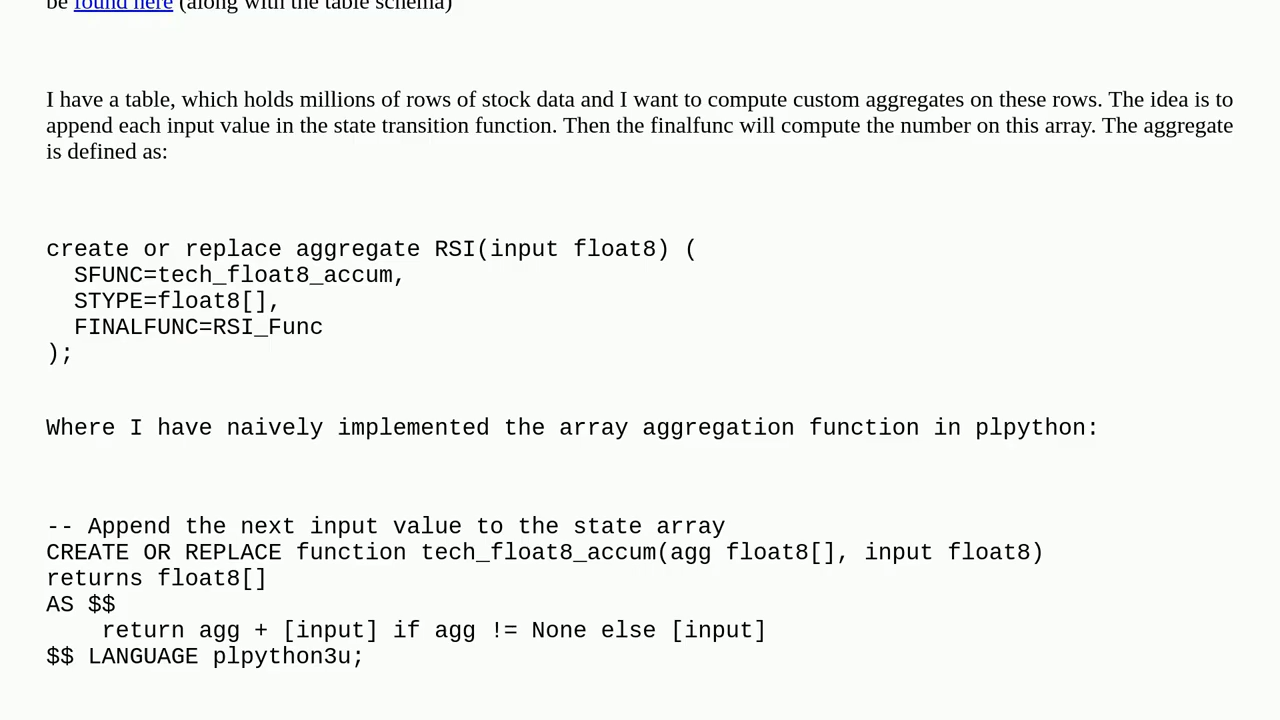 be found here (along with the table schema)
I have a table, which holds millions of rows of stock data and I want to compute custom aggregates on these rows. The idea is to
append each input value in the state transition function. Then the finalfunc will compute the number on this array. The aggregate
is defined as:
create or replace aggregate RSI(input float8) (
  SFUNC=tech_float8_accum,
  STYPE=float8[],
  FINALFUNC=RSI_Func
);
Where I have naively implemented the array aggregation function in plpython:
-- Append the next input value to the state array
CREATE OR REPLACE function tech_float8_accum(agg float8[], input float8)
returns float8[]
AS $$
    return agg + [input] if agg != None else [input]
$$ LANGUAGE plpython3u;